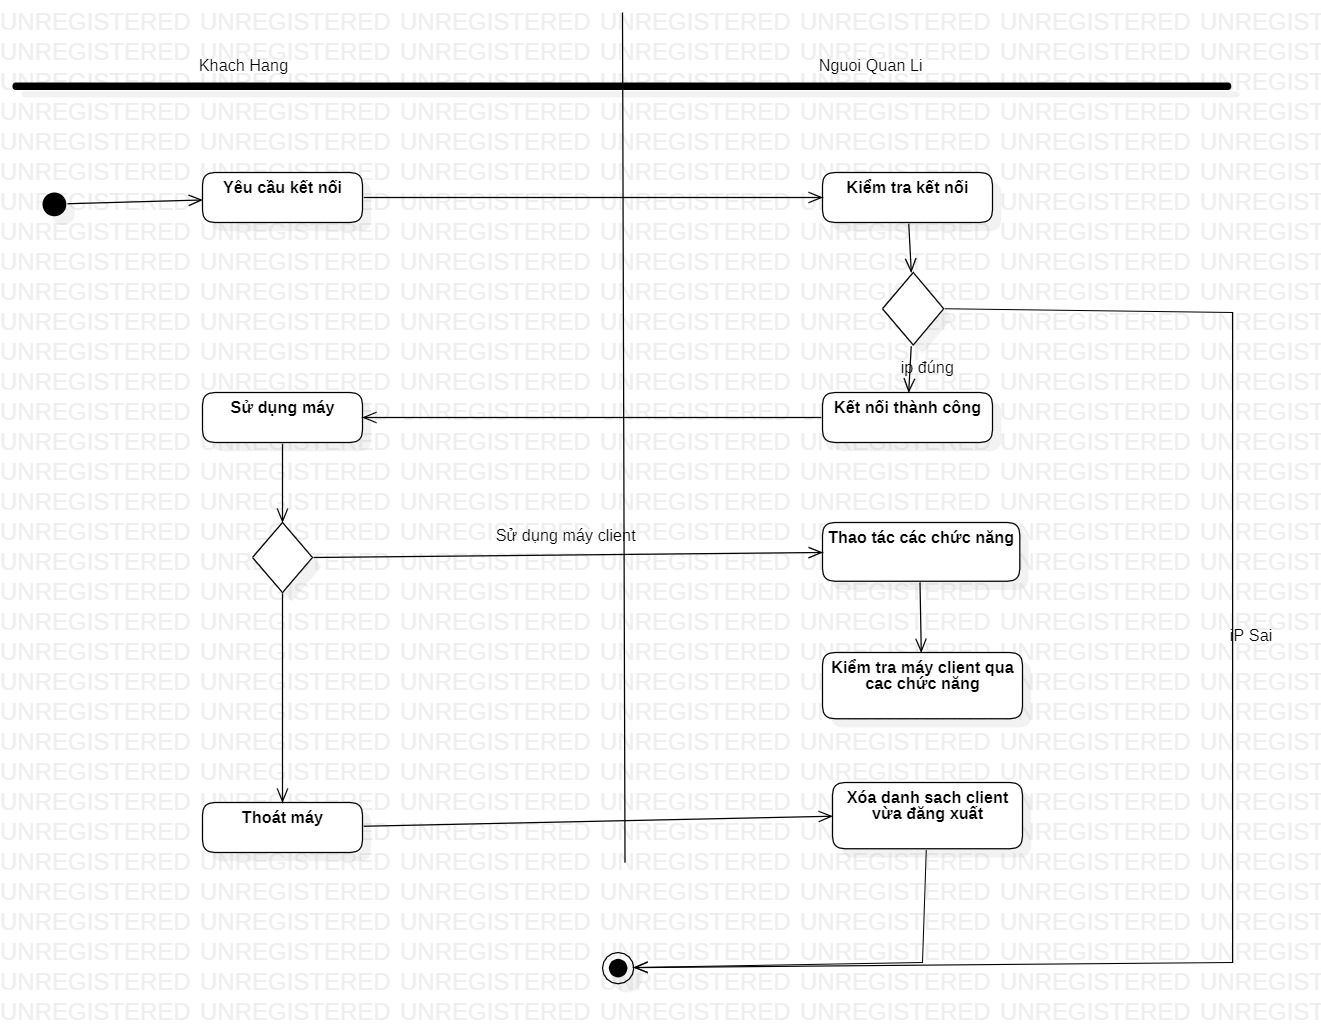 Khach Hang
Nguoi Quan Li
Yêu cầu kết nối
Kiểm tra kết nối
ip đúng
Sử dụng máy
Kết nối thành công
Sử dụng máy client
Thao tác các chức năng
iP Sai
Kiểm tra máy client qua
cac chức năng
Thoát máy
Xóa danh sach client
vừa đăng xuất
UNREGISTERED